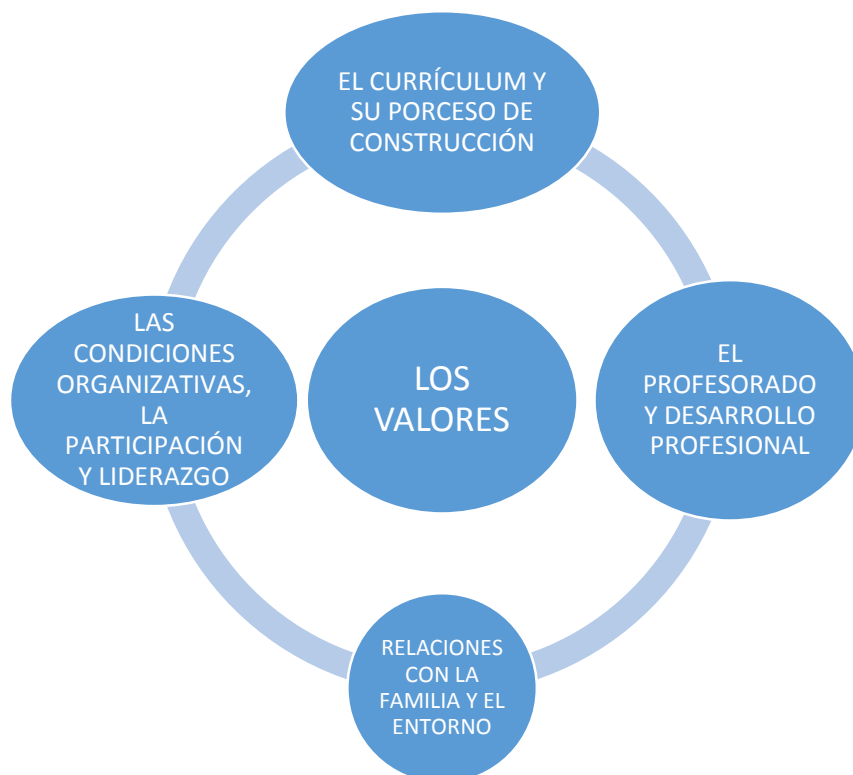 EL CURRÍCULUM Y
SU PORCESO DE
CONSTRUCCIÓN
LAS
CONDICIONES
ORGANIZATIVAS,
LA
PARTICIPACIÓN
Y LIDERAZGO
LOS
VALORES
EL
PROFESORADO
Y DESARROLLO
PROFESIONAL
RELACIONES
CON LA
FAMILIA Y EL
ENTORNO